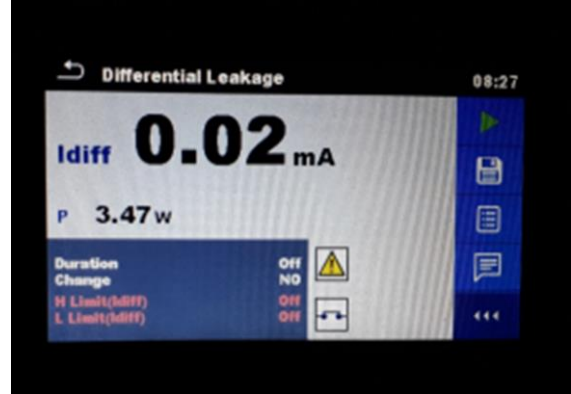 Differential Leakage 08:27
Idiff 0.02 mA
P 3.47 W
Duration Off
Change NO
H Limit(Idiff) Off
L Limit(Idiff) Off